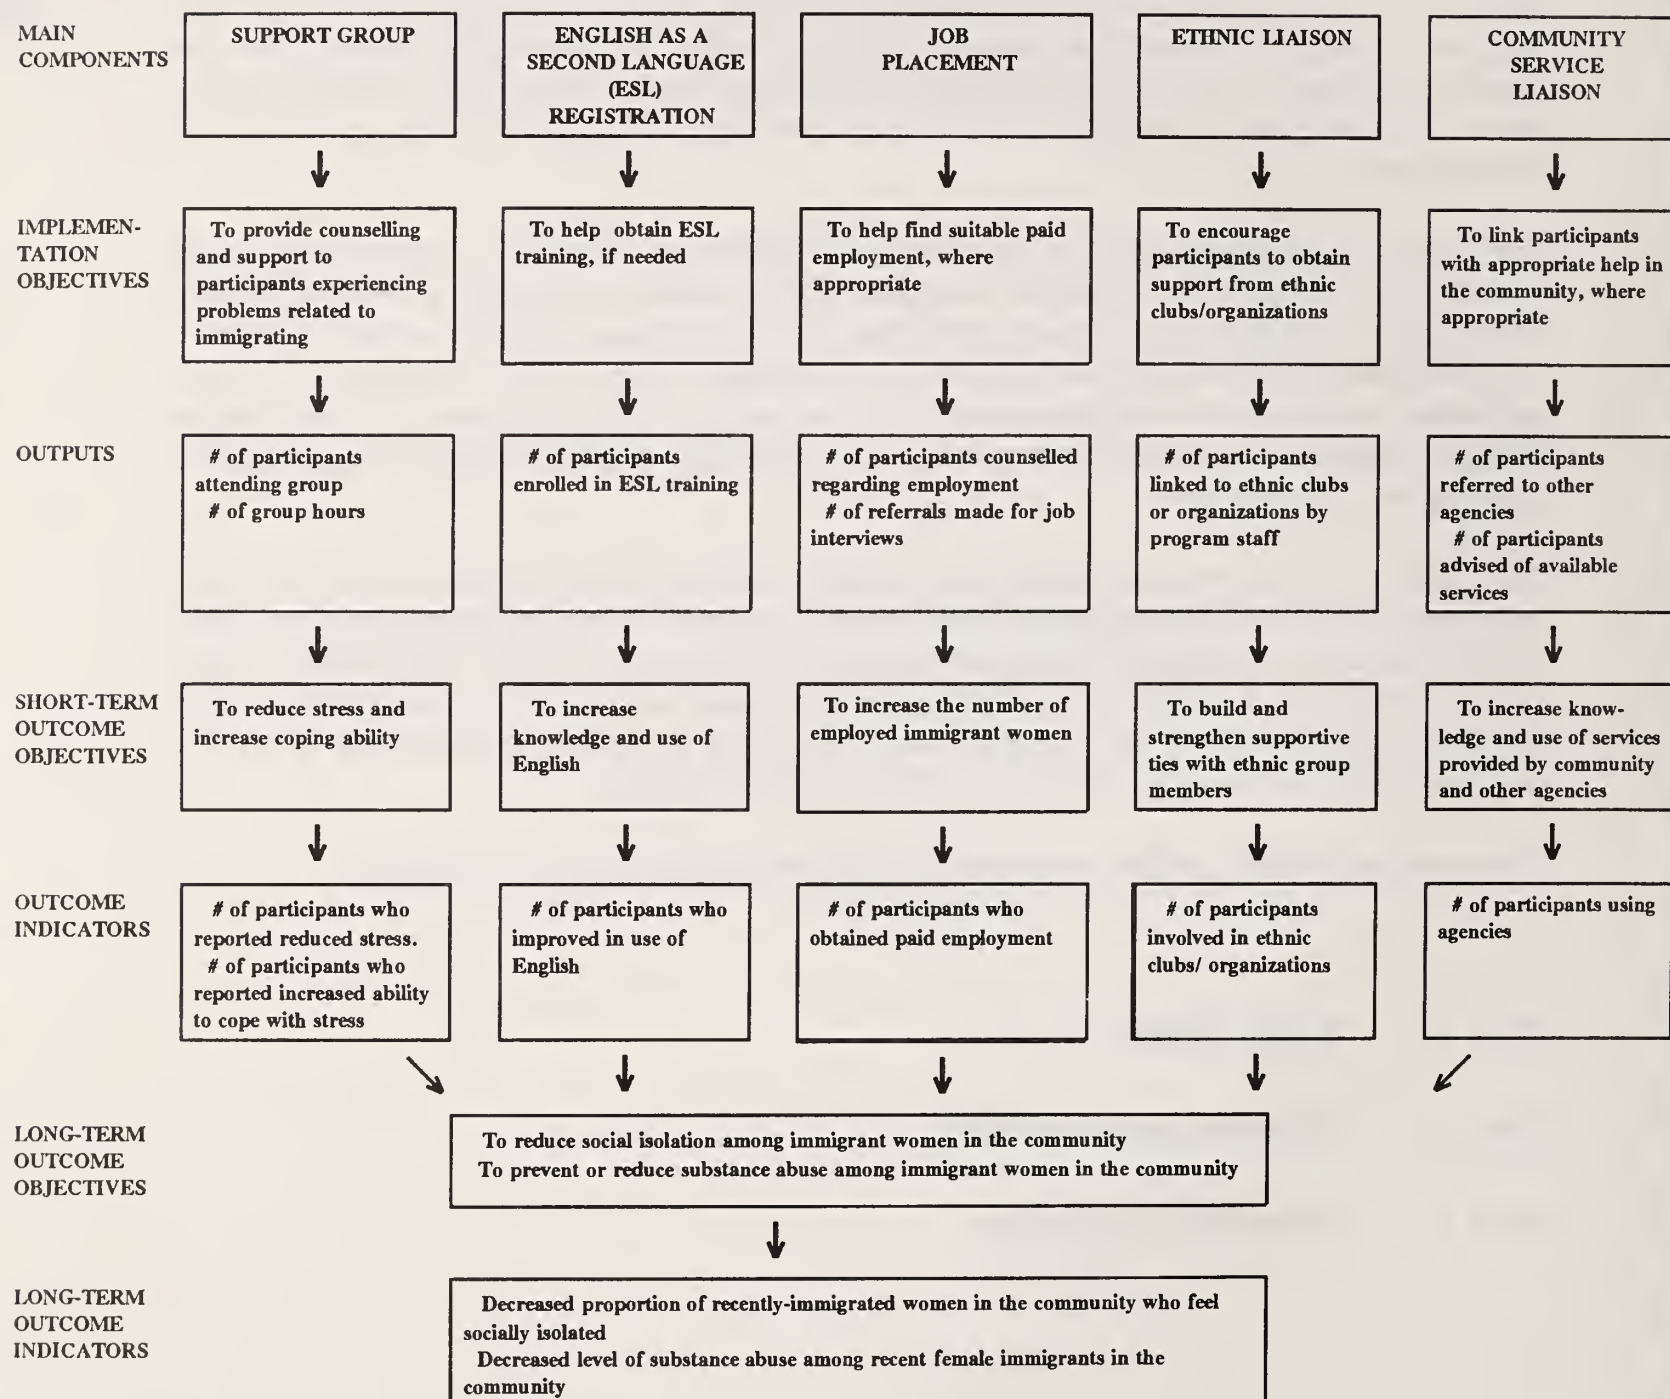 MAIN
COMPONENTS
SUPPORT GROUP
ENGLISH AS A
SECOND LANGUAGE
(ESL)
REGISTRATION
JOB
PLACEMENT
ETHNIC LIAISON
COMMUNITY
SERVICE
LIAISON
IMPLEMEN-
TATION
OBJECTIVES
To provide counselling
and support to
participants experiencing
problems related to
immigrating
To help obtain ESL
training, if needed
To help find suitable paid
employment, where
appropriate
To encourage
participants to obtain
support from ethnic
clubs/organizations
To link participants
with appropriate help in
the community, where
appropriate
OUTPUTS
# of participants
attending group
# of group hours
# of participants
enrolled in ESL training
# of participants counselled
regarding employment
# of referrals made for job
interviews
# of participants
linked to ethnic clubs
or organizations by
program staff
# of participants
referred to other
agencies
# of participants
advised of available
services
SHORT-TERM
OUTCOME
OBJECTIVES
To reduce stress and
increase coping ability
To increase
knowledge and use of
English
To increase the number of
employed immigrant women
To build and
strengthen supportive
ties with ethnic group
members
To increase know-
ledge and use of services
provided by community
and other agencies
OUTCOME
INDICATORS
# of participants who
reported reduced stress.
# of participants who
reported increased ability
to cope with stress
# of participants who
improved in use of
English
# of participants who
obtained paid employment
# of participants
involved in ethnic
clubs/ organizations
# of participants using
agencies
LONG-TERM
OUTCOME
OBJECTIVES
To reduce social isolation among immigrant women in the community
To prevent or reduce substance abuse among immigrant women in the community
LONG-TERM
OUTCOME
INDICATORS
Decreased proportion of recently-immigrated women in the community who feel
socially isolated
Decreased level of substance abuse among recent female immigrants in the
community